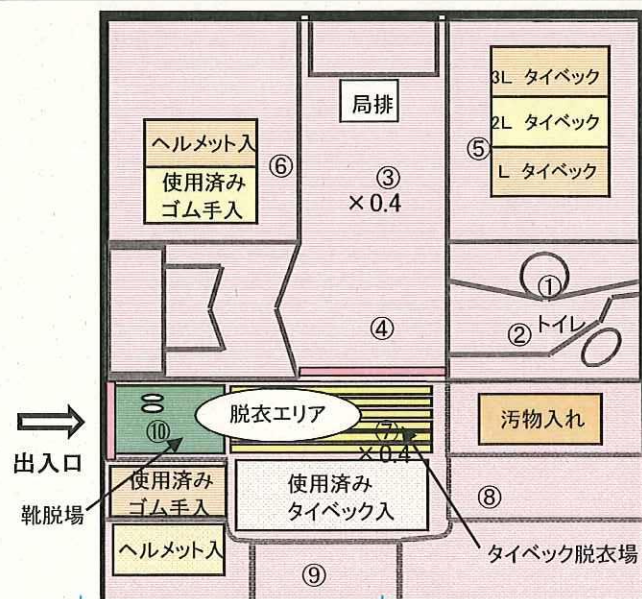 局排
3L タイベック
2L タイベック
L タイベック
⑤
ヘルメット入
使用済み
ゴム手入
⑥
③
×0.4
①
② トイレ
④
出入口
⑩
脱衣エリア
⑦
×0.4
汚物入れ
靴脱場
使用済み
ゴム手入
使用済み
タイベック入
⑧
ヘルメット入
⑨
タイベック脱衣場